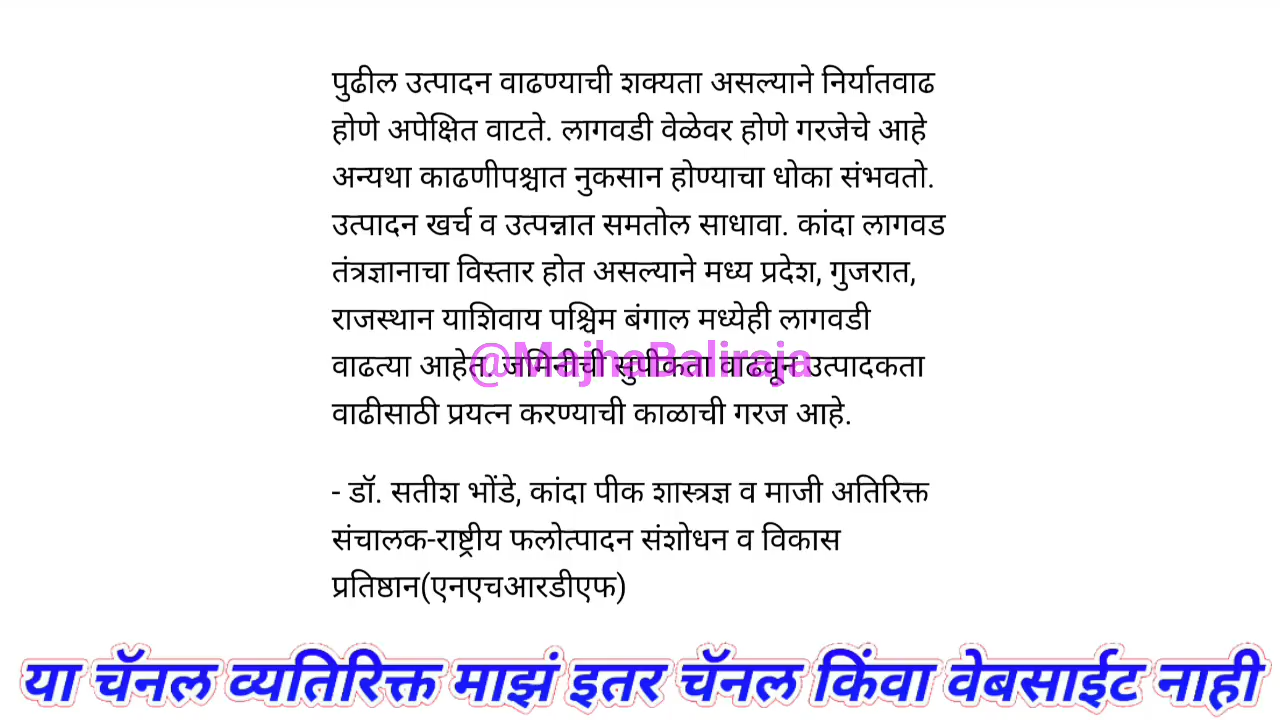 पुढील उत्पादन वाढण्याची शक्यता असल्याने निर्यातवाढ
होणे अपेक्षित वाटते. लागवडी वेळेवर होणे गरजेचे आहे
अन्यथा काढणीपश्चात नुकसान होण्याचा धोका संभवतो.
उत्पादन खर्च व उत्पन्नात समतोल साधावा. कांदा लागवड
तंत्रज्ञानाचा विस्तार होत असल्याने मध्य प्रदेश, गुजरात,
राजस्थान याशिवाय पश्चिम बंगाल मध्येही लागवडी
वाढत्या आहेत. जमिनीची सुपीकता वाढवून उत्पादकता
@MajhaBaliraja
वाढीसाठी प्रयत्न करण्याची काळाची गरज आहे.
- डॉ. सतीश भोंडे, कांदा पीक शास्त्रज्ञ व माजी अतिरिक्त
संचालक-राष्ट्रीय फलोत्पादन संशोधन व विकास
प्रतिष्ठान(एनएचआरडीएफ)
या चॅनल व्यतिरिक्त माझं इतर चॅनल किंवा वेबसाईट नाही